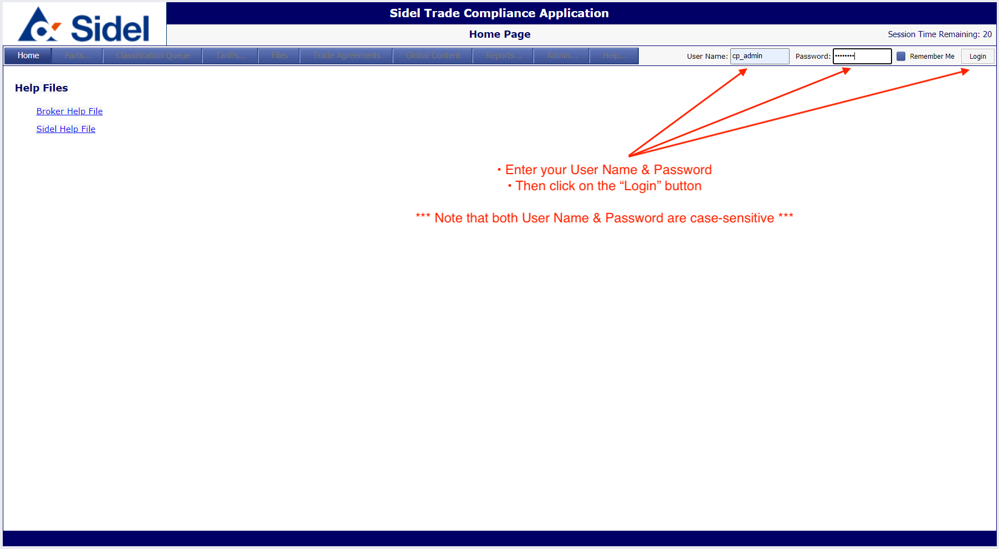 Sidel
Sidel Trade Compliance Application
Home Page
Session Time Remaining: 20
Home Parts... Classification Queue Tariffs... Files Trade Agreements Global Content Reports... Admin... Help... User Name: cp_admin Password: •••••••• Remember Me Login
Help Files
Broker Help File
Sidel Help File
• Enter your User Name & Password
• Then click on the “Login” button
*** Note that both User Name & Password are case-sensitive ***